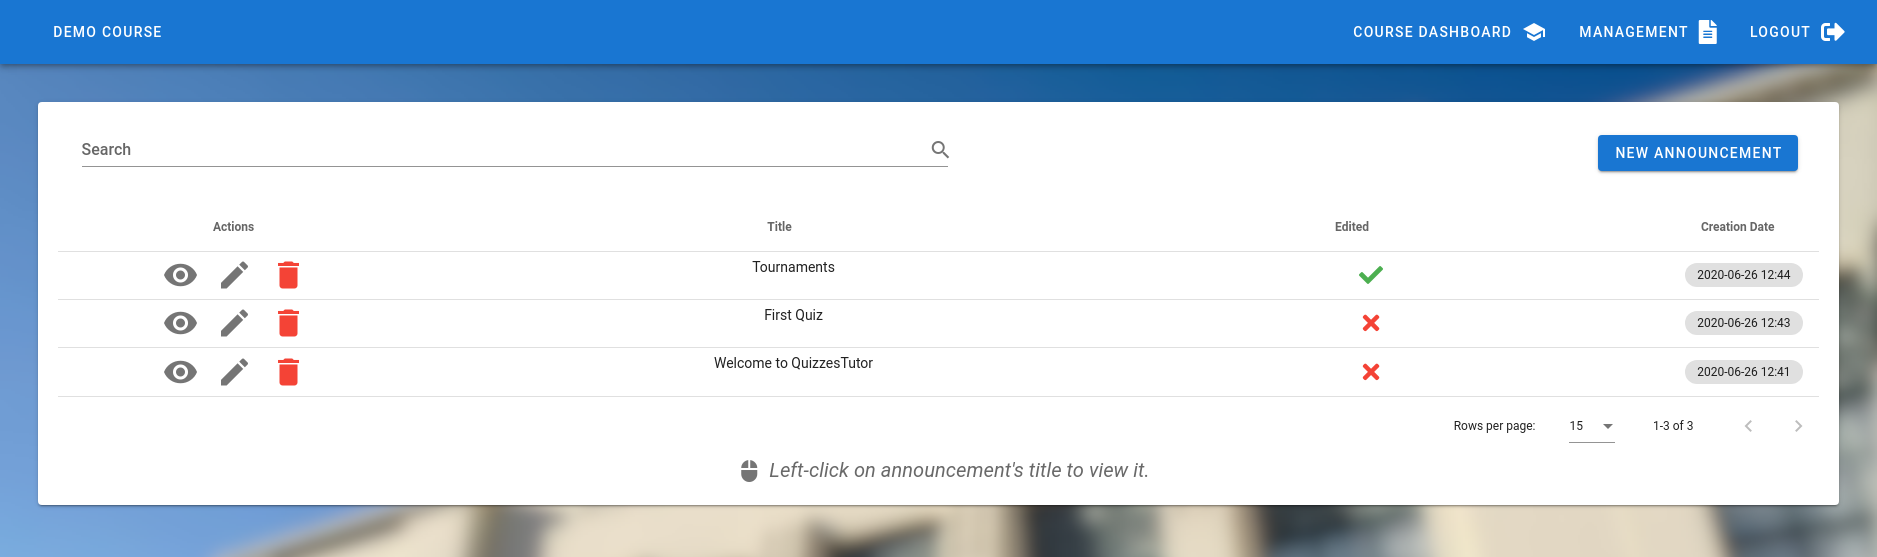 DEMO COURSE COURSE DASHBOARD MANAGEMENT LOGOUT
Search
NEW ANNOUNCEMENT
Actions Title Edited Creation Date
Tournaments 2020-06-26 12:44
First Quiz 2020-06-26 12:43
Welcome to QuizzesTutor 2020-06-26 12:41
Rows per page: 15 1-3 of 3
Left-click on announcement's title to view it.